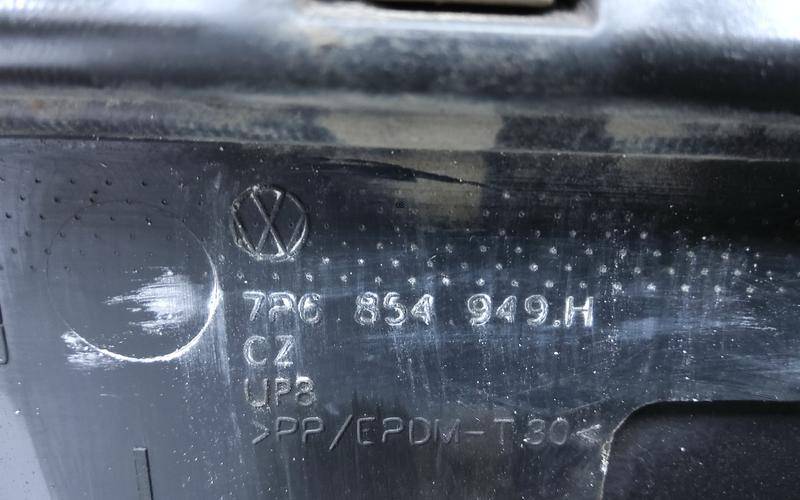 7P6 854 949.H
CZ
UP8
>PP/EPDM-T30<